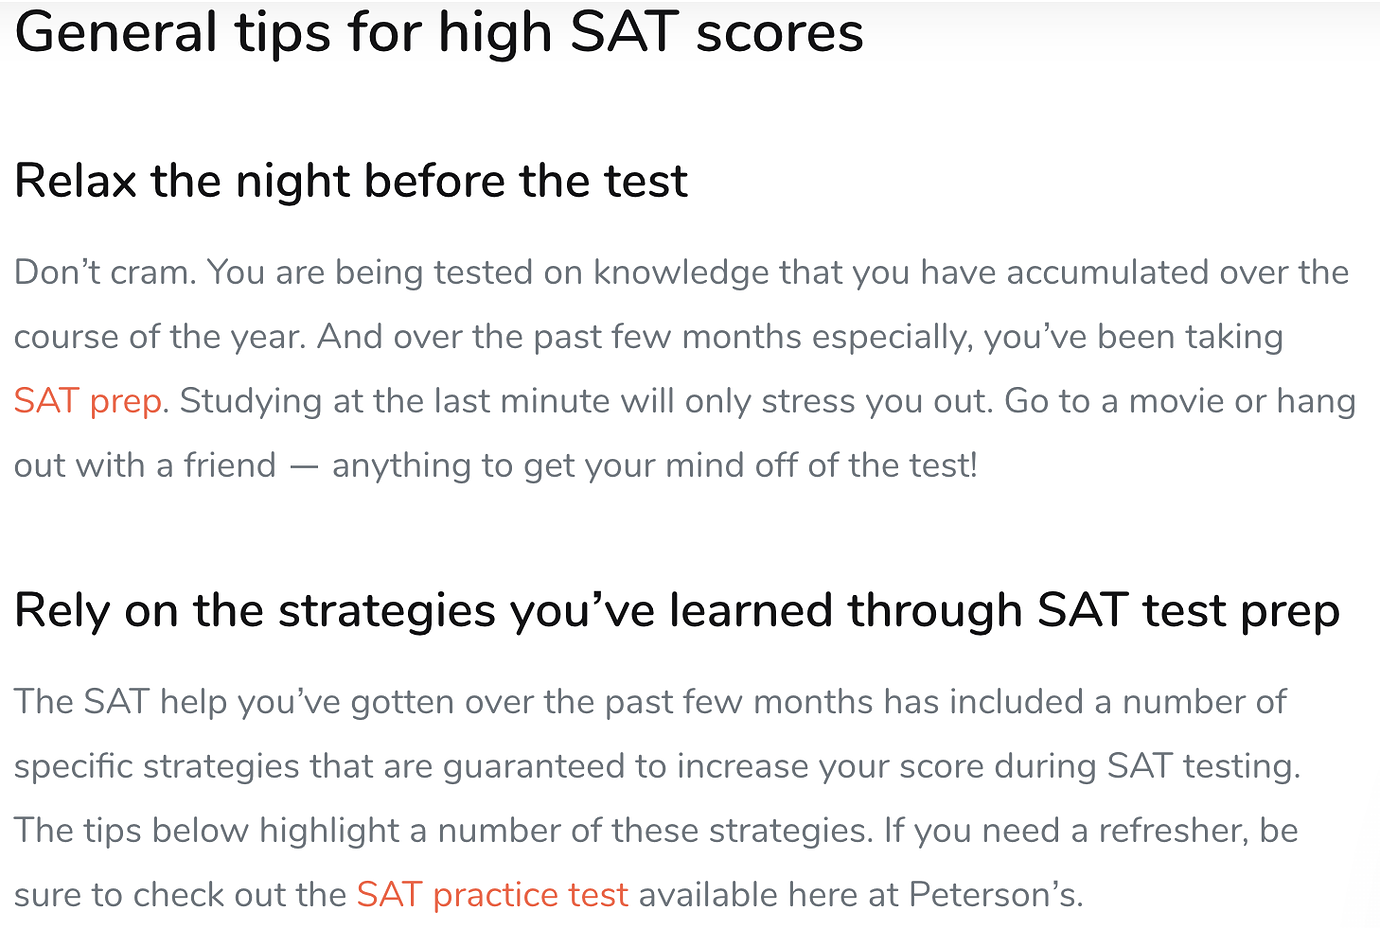 General tips for high SAT scores
Relax the night before the test
Don’t cram. You are being tested on knowledge that you have accumulated over the
course of the year. And over the past few months especially, you’ve been taking
SAT prep. Studying at the last minute will only stress you out. Go to a movie or hang
out with a friend — anything to get your mind off of the test!
Rely on the strategies you’ve learned through SAT test prep
The SAT help you’ve gotten over the past few months has included a number of
specific strategies that are guaranteed to increase your score during SAT testing.
The tips below highlight a number of these strategies. If you need a refresher, be
sure to check out the SAT practice test available here at Peterson’s.